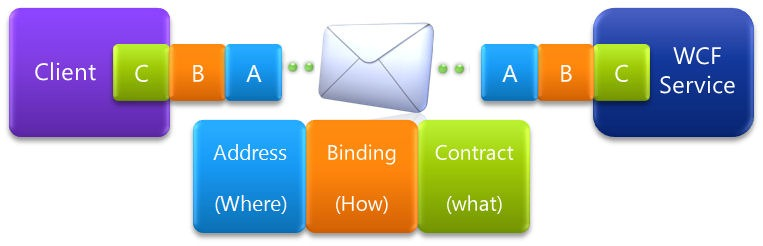 Client
C B A
A B C
WCF
Service
Address Binding Contract
(Where) (How) (what)